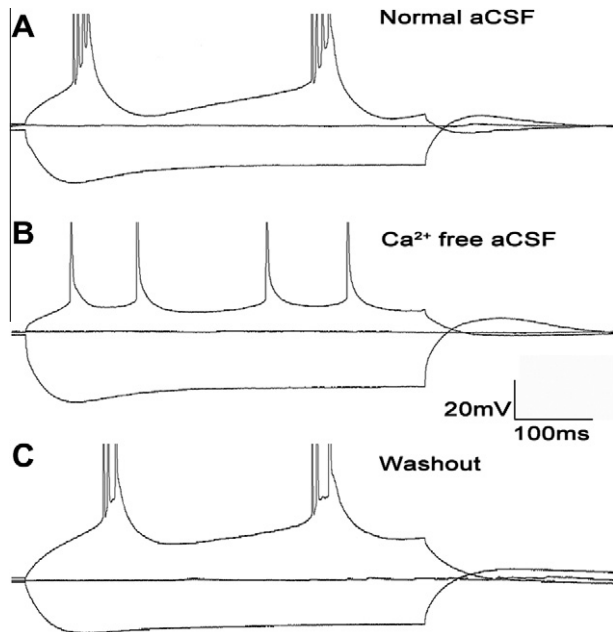 A
Normal aCSF
B
Ca²⁺ free aCSF
20mV
100ms
C
Washout